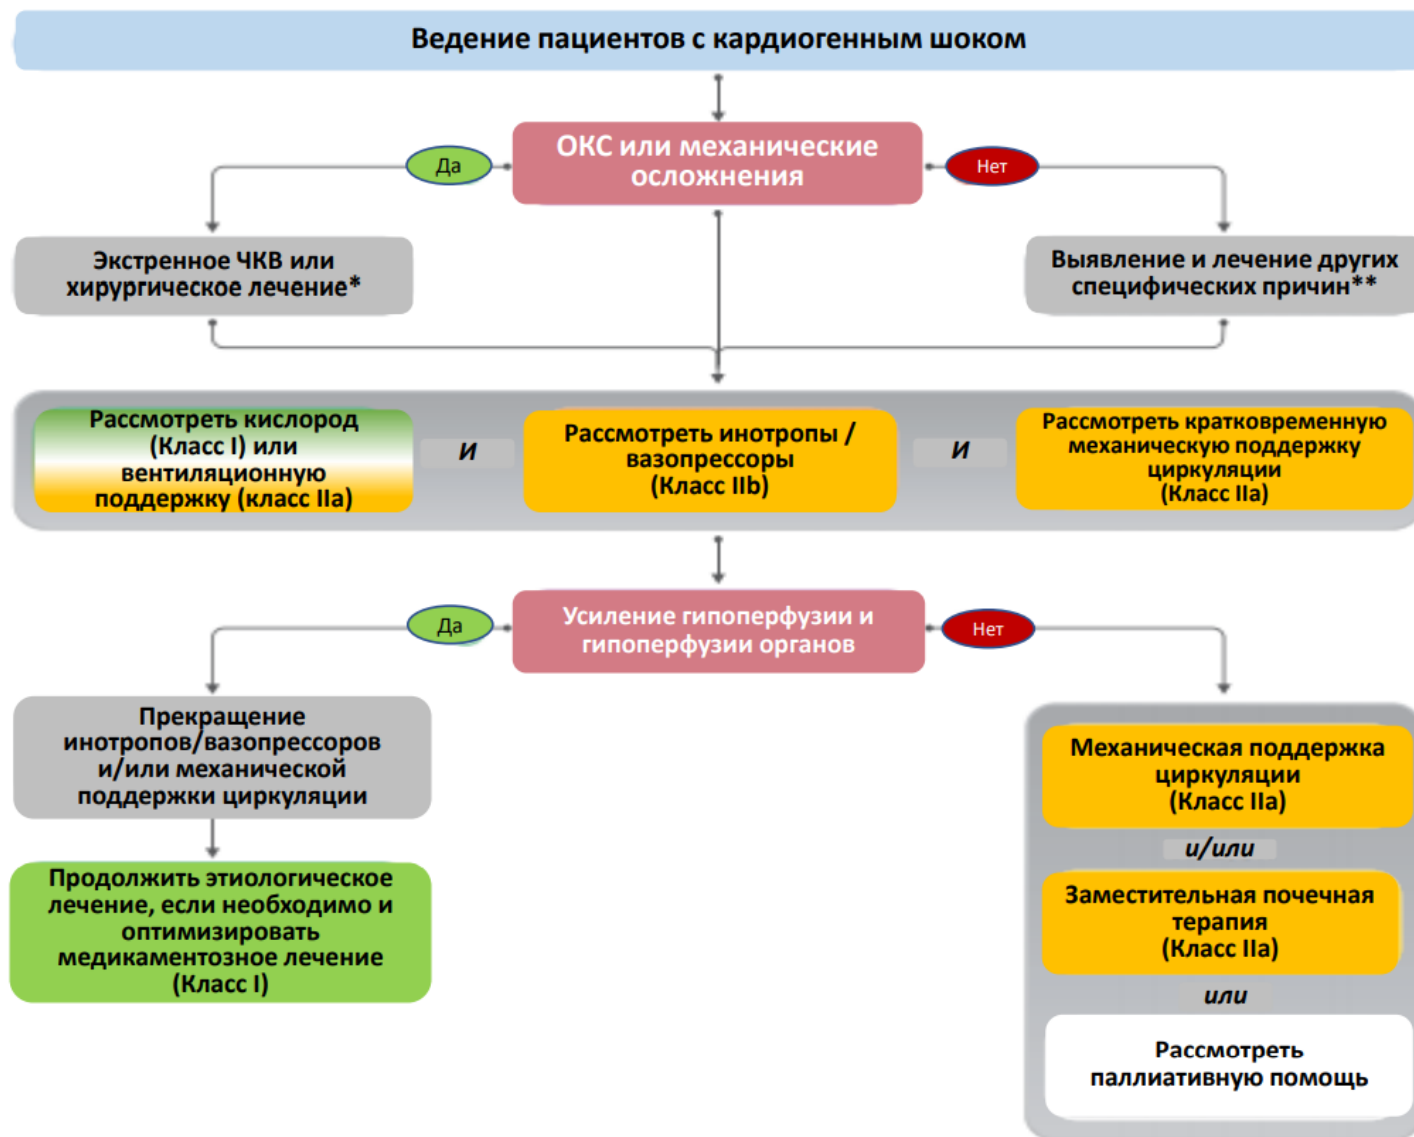 Ведение пациентов с кардиогенным шоком
ОКС или механические
осложнения
Да
Нет
Экстренное ЧКВ или
хирургическое лечение*
Выявление и лечение других
специфических причин**
Рассмотреть кислород
(Класс I) или
вентиляционную
поддержку (класс IIa)
И
Рассмотреть инотропы /
вазопрессоры
(Класс IIb)
И
Рассмотреть кратковременную
механическую поддержку
циркуляции
(Класс IIa)
Усиление гипоперфузии и
гипоперфузии органов
Да
Нет
Прекращение
инотропов/вазопрессоров
и/или механической
поддержки циркуляции
Продолжить этиологическое
лечение, если необходимо и
оптимизировать
медикаментозное лечение
(Класс I)
Механическая поддержка
циркуляции
(Класс IIa)
и/или
Заместительная почечная
терапия
(Класс IIa)
или
Рассмотреть
паллиативную помощь